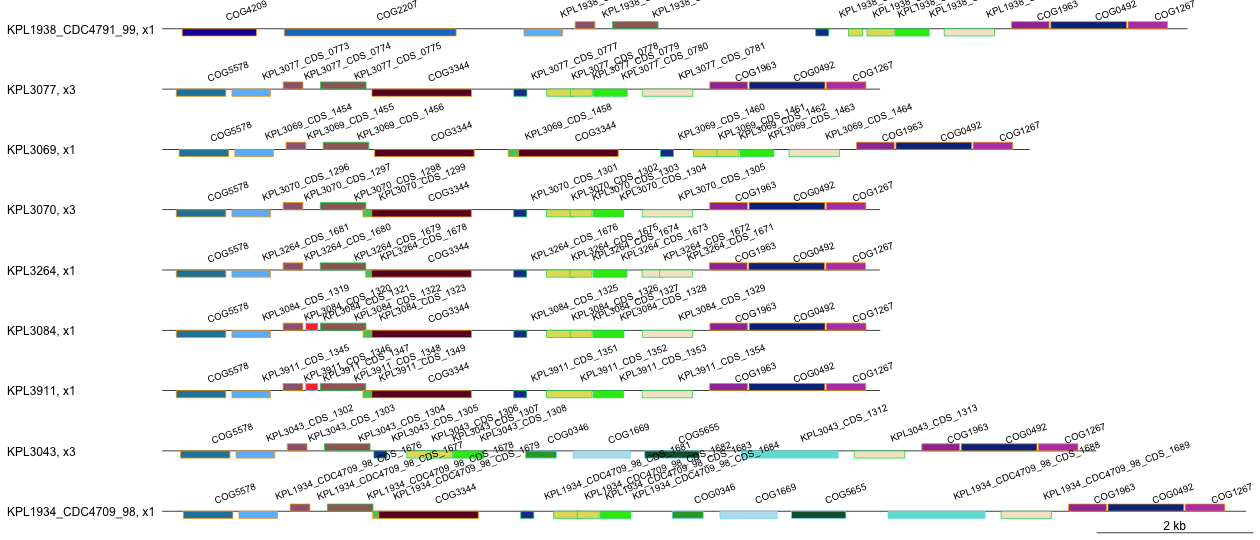 KPL1938_CDC4791_99, x1 COG4209 COG2207 COG1963 COG0492 COG1267
KPL3077, x3 COG5578 KPL3077_CDS_0773 KPL3077_CDS_0774 KPL3077_CDS_0775 COG3344 KPL3077_CDS_0777 KPL3077_CDS_0778 KPL3077_CDS_0779 KPL3077_CDS_0780 KPL3077_CDS_0781 COG1963 COG0492 COG1267
KPL3069, x1 COG5578 KPL3069_CDS_1454 KPL3069_CDS_1455 KPL3069_CDS_1456 COG3344 KPL3069_CDS_1458 COG3344 KPL3069_CDS_1460 KPL3069_CDS_1461 KPL3069_CDS_1462 KPL3069_CDS_1463 KPL3069_CDS_1464 COG1963 COG0492 COG1267
KPL3070, x3 COG5578 KPL3070_CDS_1296 KPL3070_CDS_1297 KPL3070_CDS_1298 KPL3070_CDS_1299 COG3344 KPL3070_CDS_1301 KPL3070_CDS_1302 KPL3070_CDS_1303 KPL3070_CDS_1304 KPL3070_CDS_1305 COG1963 COG0492 COG1267
KPL3264, x1 COG5578 KPL3264_CDS_1681 KPL3264_CDS_1680 KPL3264_CDS_1679 KPL3264_CDS_1678 COG3344 KPL3264_CDS_1676 KPL3264_CDS_1675 KPL3264_CDS_1674 KPL3264_CDS_1673 KPL3264_CDS_1672 KPL3264_CDS_1671 COG1963 COG0492 COG1267
KPL3084, x1 COG5578 KPL3084_CDS_1319 KPL3084_CDS_1320 KPL3084_CDS_1321 KPL3084_CDS_1322 KPL3084_CDS_1323 COG3344 KPL3084_CDS_1325 KPL3084_CDS_1326 KPL3084_CDS_1327 KPL3084_CDS_1328 KPL3084_CDS_1329 COG1963 COG0492 COG1267
KPL3911, x1 COG5578 KPL3911_CDS_1345 KPL3911_CDS_1346 KPL3911_CDS_1347 KPL3911_CDS_1348 KPL3911_CDS_1349 COG3344 KPL3911_CDS_1351 KPL3911_CDS_1352 KPL3911_CDS_1353 KPL3911_CDS_1354 COG1963 COG0492 COG1267
KPL3043, x3 COG5578 KPL3043_CDS_1302 KPL3043_CDS_1303 KPL3043_CDS_1304 KPL3043_CDS_1305 KPL3043_CDS_1306 KPL3043_CDS_1307 KPL3043_CDS_1308 COG0346 COG1669 COG5655 KPL3043_CDS_1312 KPL3043_CDS_1313 COG1963 COG0492 COG1267
KPL1934_CDC4709_98, x1 COG5578 KPL1934_CDC4709_98_CDS_1676 KPL1934_CDC4709_98_CDS_1677 KPL1934_CDC4709_98_CDS_1678 KPL1934_CDC4709_98_CDS_1679 COG3344 KPL1934_CDC4709_98_CDS_1681 KPL1934_CDC4709_98_CDS_1682 KPL1934_CDC4709_98_CDS_1683 KPL1934_CDC4709_98_CDS_1684 COG0346 COG1669 COG5655 KPL1934_CDC4709_98_CDS_1688 KPL1934_CDC4709_98_CDS_1689 COG1963 COG0492 COG1267
2 kb